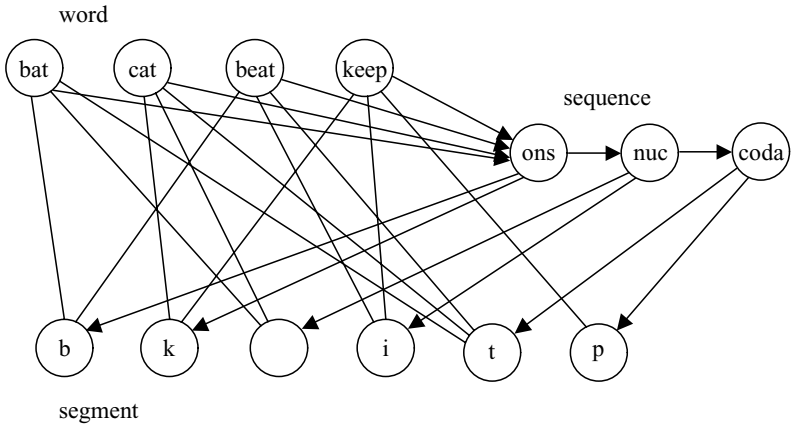 word
bat cat beat keep
sequence
ons nuc coda
b k i t p
segment